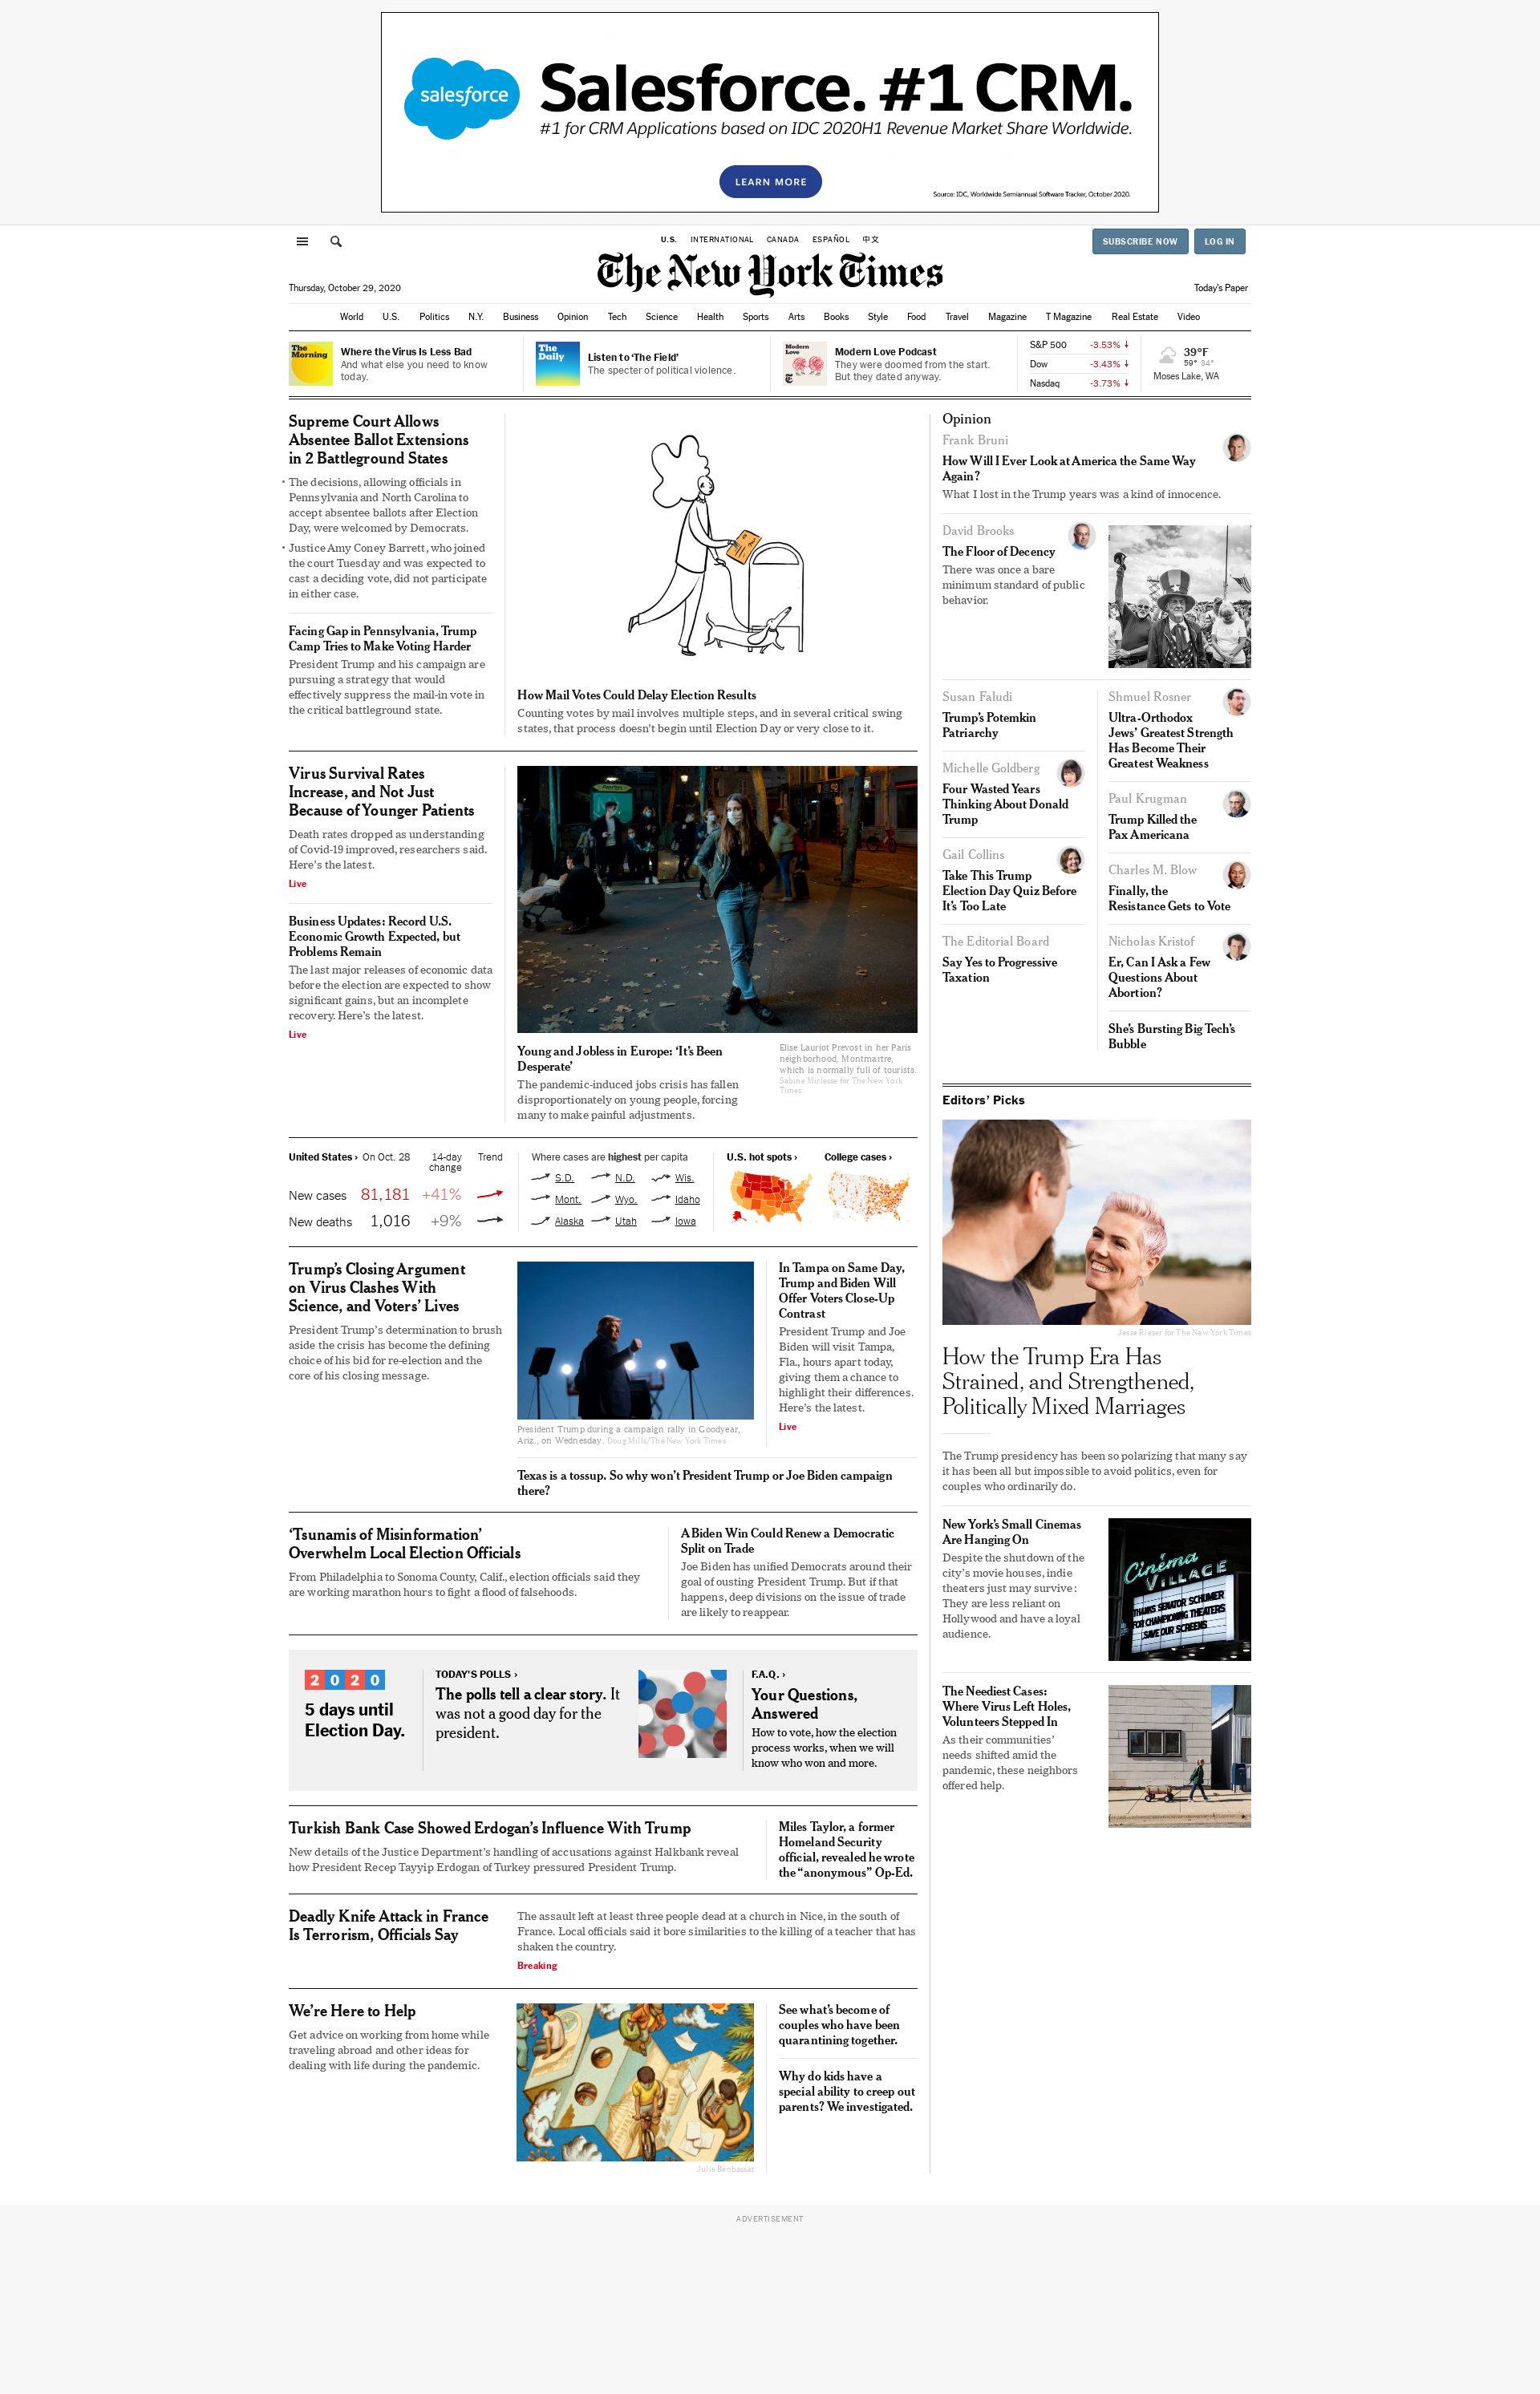 salesforce
Salesforce. #1 CRM.
#1 for CRM Applications based on IDC 2020H1 Revenue Market Share Worldwide.
LEARN MORE
Source: IDC, Worldwide Semiannual Software Tracker, October 2020.
U.S. INTERNATIONAL CANADA ESPAÑOL 中文
SUBSCRIBE NOW LOG IN
The New York Times
Thursday, October 29, 2020
Today's Paper
World U.S. Politics N.Y. Business Opinion Tech Science Health Sports Arts Books Style Food Travel Magazine T Magazine Real Estate Video
The Morning
Where the Virus Is Less Bad
And what else you need to know
today.
The Daily
Listen to ‘The Field’
The specter of political violence.
Modern Love
Modern Love Podcast
They were doomed from the start.
But they dated anyway.
S&P 500 -3.53% ↓
Dow -3.43% ↓
Nasdaq -3.73% ↓
39°F
59° 34°
Moses Lake, WA
Supreme Court Allows
Absentee Ballot Extensions
in 2 Battleground States
• The decisions, allowing officials in
Pennsylvania and North Carolina to
accept absentee ballots after Election
Day, were welcomed by Democrats.
• Justice Amy Coney Barrett, who joined
the court Tuesday and was expected to
cast a deciding vote, did not participate
in either case.
Facing Gap in Pennsylvania, Trump
Camp Tries to Make Voting Harder
President Trump and his campaign are
pursuing a strategy that would
effectively suppress the mail-in vote in
the critical battleground state.
How Mail Votes Could Delay Election Results
Counting votes by mail involves multiple steps, and in several critical swing
states, that process doesn’t begin until Election Day or very close to it.
Virus Survival Rates
Increase, and Not Just
Because of Younger Patients
Death rates dropped as understanding
of Covid-19 improved, researchers said.
Here’s the latest.
Live
Business Updates: Record U.S.
Economic Growth Expected, but
Problems Remain
The last major releases of economic data
before the election are expected to show
significant gains, but an incomplete
recovery. Here’s the latest.
Live
Young and Jobless in Europe: ‘It’s Been
Desperate’
The pandemic-induced jobs crisis has fallen
disproportionately on young people, forcing
many to make painful adjustments.
Elise Lauriot Prevost in her Paris
neighborhood, Montmartre,
which is normally full of tourists.
Sabine Mirlesse for The New York
Times
United States › On Oct. 28 14-day
change Trend
New cases 81,181 +41%
New deaths 1,016 +9%
Where cases are highest per capita
S.D. N.D. Wis.
Mont. Wyo. Idaho
Alaska Utah Iowa
U.S. hot spots › College cases ›
Trump’s Closing Argument
on Virus Clashes With
Science, and Voters’ Lives
President Trump’s determination to brush
aside the crisis has become the defining
choice of his bid for re-election and the
core of his closing message.
President Trump during a campaign rally in Goodyear,
Ariz., on Wednesday. Doug Mills/The New York Times
In Tampa on Same Day,
Trump and Biden Will
Offer Voters Close-Up
Contrast
President Trump and Joe
Biden will visit Tampa,
Fla., hours apart today,
giving them a chance to
highlight their differences.
Here’s the latest.
Live
Texas is a tossup. So why won’t President Trump or Joe Biden campaign
there?
‘Tsunamis of Misinformation’
Overwhelm Local Election Officials
From Philadelphia to Sonoma County, Calif., election officials said they
are working marathon hours to fight a flood of falsehoods.
A Biden Win Could Renew a Democratic
Split on Trade
Joe Biden has unified Democrats around their
goal of ousting President Trump. But if that
happens, deep divisions on the issue of trade
are likely to reappear.
2020
5 days until
Election Day.
TODAY’S POLLS ›
The polls tell a clear story. It
was not a good day for the
president.
F.A.Q. ›
Your Questions,
Answered
How to vote, how the election
process works, when we will
know who won and more.
Turkish Bank Case Showed Erdogan’s Influence With Trump
New details of the Justice Department’s handling of accusations against Halkbank reveal
how President Recep Tayyip Erdogan of Turkey pressured President Trump.
Miles Taylor, a former
Homeland Security
official, revealed he wrote
the “anonymous” Op-Ed.
Deadly Knife Attack in France
Is Terrorism, Officials Say
The assault left at least three people dead at a church in Nice, in the south of
France. Local officials said it bore similarities to the killing of a teacher that has
shaken the country.
Breaking
We’re Here to Help
Get advice on working from home while
traveling abroad and other ideas for
dealing with life during the pandemic.
Julie Benbassat
See what’s become of
couples who have been
quarantining together.
Why do kids have a
special ability to creep out
parents? We investigated.
Opinion
Frank Bruni
How Will I Ever Look at America the Same Way
Again?
What I lost in the Trump years was a kind of innocence.
David Brooks
The Floor of Decency
There was once a bare
minimum standard of public
behavior.
Susan Faludi
Trump’s Potemkin
Patriarchy
Michelle Goldberg
Four Wasted Years
Thinking About Donald
Trump
Gail Collins
Take This Trump
Election Day Quiz Before
It’s Too Late
The Editorial Board
Say Yes to Progressive
Taxation
Shmuel Rosner
Ultra-Orthodox
Jews’ Greatest Strength
Has Become Their
Greatest Weakness
Paul Krugman
Trump Killed the
Pax Americana
Charles M. Blow
Finally, the
Resistance Gets to Vote
Nicholas Kristof
Er, Can I Ask a Few
Questions About
Abortion?
She’s Bursting Big Tech’s
Bubble
Editors’ Picks
Jesse Rieser for The New York Times
How the Trump Era Has
Strained, and Strengthened,
Politically Mixed Marriages
The Trump presidency has been so polarizing that many say
it has been all but impossible to avoid politics, even for
couples who ordinarily do.
New York’s Small Cinemas
Are Hanging On
Despite the shutdown of the
city’s movie houses, indie
theaters just may survive:
They are less reliant on
Hollywood and have a loyal
audience.
Cinéma
VILLAGE
THANKS SENATOR SCHUMER
FOR CHAMPIONING THEATERS
SAVE OUR SCREENS
The Neediest Cases:
Where Virus Left Holes,
Volunteers Stepped In
As their communities’
needs shifted amid the
pandemic, these neighbors
offered help.
ADVERTISEMENT